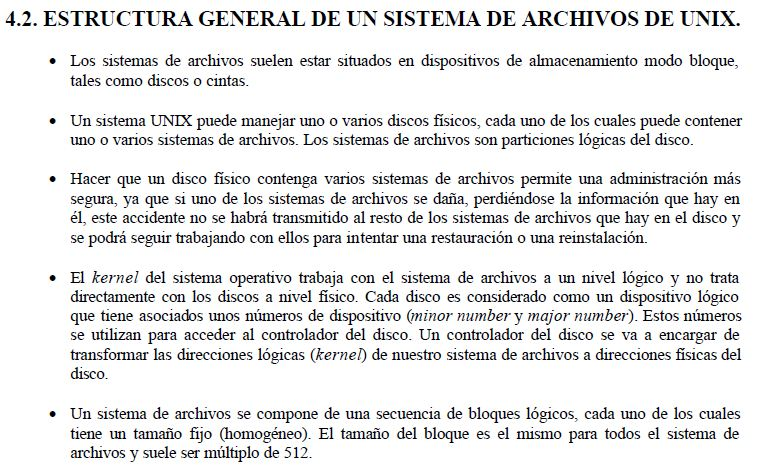 4.2. ESTRUCTURA GENERAL DE UN SISTEMA DE ARCHIVOS DE UNIX.
• Los sistemas de archivos suelen estar situados en dispositivos de almacenamiento modo bloque,
tales como discos o cintas.
• Un sistema UNIX puede manejar uno o varios discos físicos, cada uno de los cuales puede contener
uno o varios sistemas de archivos. Los sistemas de archivos son particiones lógicas del disco.
• Hacer que un disco físico contenga varios sistemas de archivos permite una administración más
segura, ya que si uno de los sistemas de archivos se daña, perdiéndose la información que hay en
él, este accidente no se habrá transmitido al resto de los sistemas de archivos que hay en el disco y
se podrá seguir trabajando con ellos para intentar una restauración o una reinstalación.
• El kernel del sistema operativo trabaja con el sistema de archivos a un nivel lógico y no trata
directamente con los discos a nivel físico. Cada disco es considerado como un dispositivo lógico
que tiene asociados unos números de dispositivo (minor number y major number). Estos números
se utilizan para acceder al controlador del disco. Un controlador del disco se va a encargar de
transformar las direcciones lógicas (kernel) de nuestro sistema de archivos a direcciones físicas del
disco.
• Un sistema de archivos se compone de una secuencia de bloques lógicos, cada uno de los cuales
tiene un tamaño fijo (homogéneo). El tamaño del bloque es el mismo para todos el sistema de
archivos y suele ser múltiplo de 512.